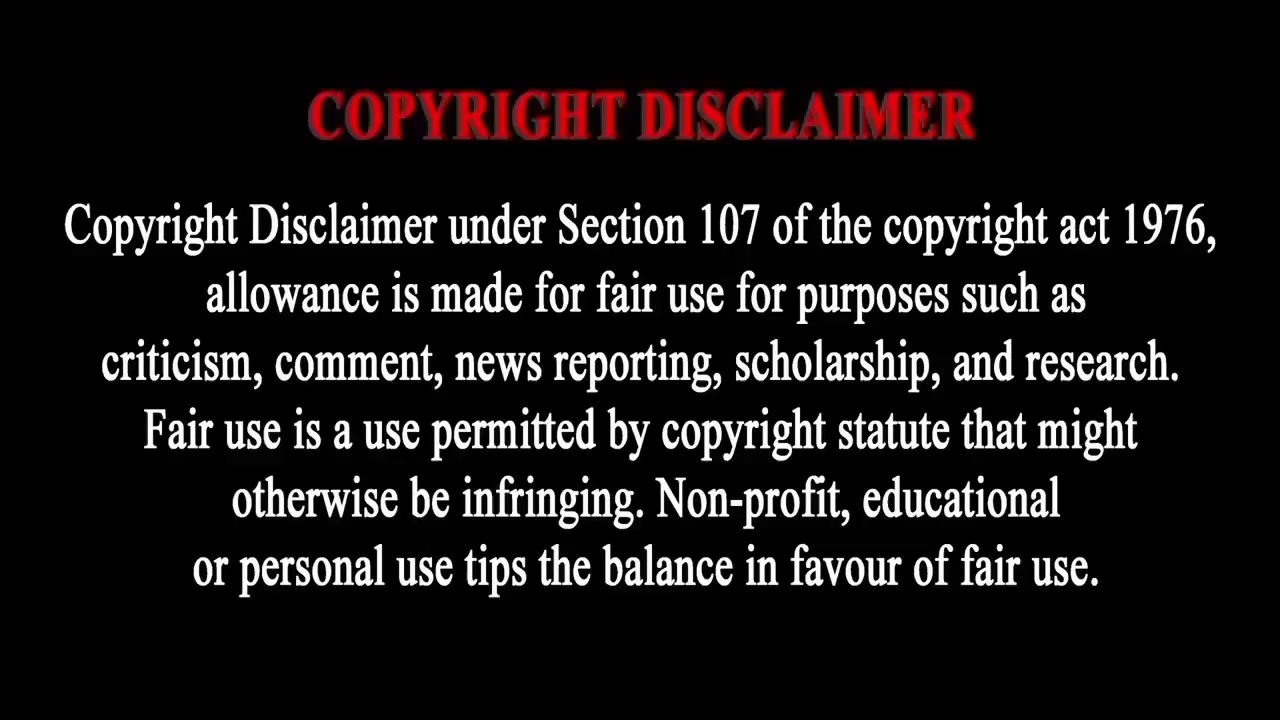 COPYRIGHT DISCLAIMER
Copyright Disclaimer under Section 107 of the copyright act 1976,
allowance is made for fair use for purposes such as
criticism, comment, news reporting, scholarship, and research.
Fair use is a use permitted by copyright statute that might
otherwise be infringing. Non-profit, educational
or personal use tips the balance in favour of fair use.